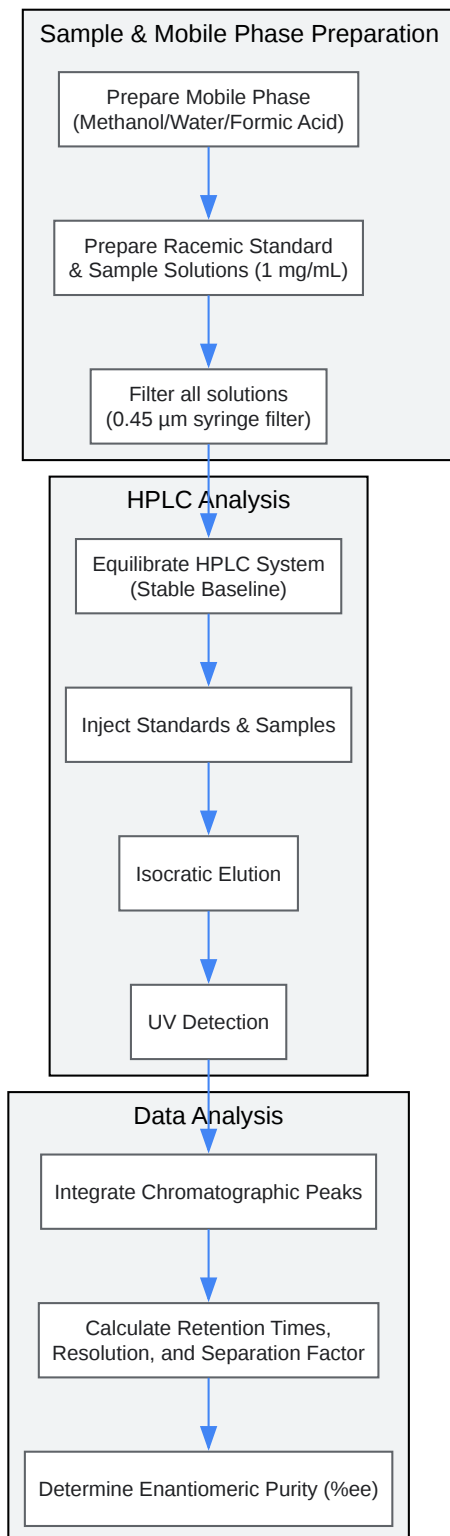 Sample & Mobile Phase Preparation
Prepare Mobile Phase
(Methanol/Water/Formic Acid)
Prepare Racemic Standard
& Sample Solutions (1 mg/mL)
Filter all solutions
(0.45 µm syringe filter)
HPLC Analysis
Equilibrate HPLC System
(Stable Baseline)
Inject Standards & Samples
Isocratic Elution
UV Detection
Data Analysis
Integrate Chromatographic Peaks
Calculate Retention Times,
Resolution, and Separation Factor
Determine Enantiomeric Purity (%ee)